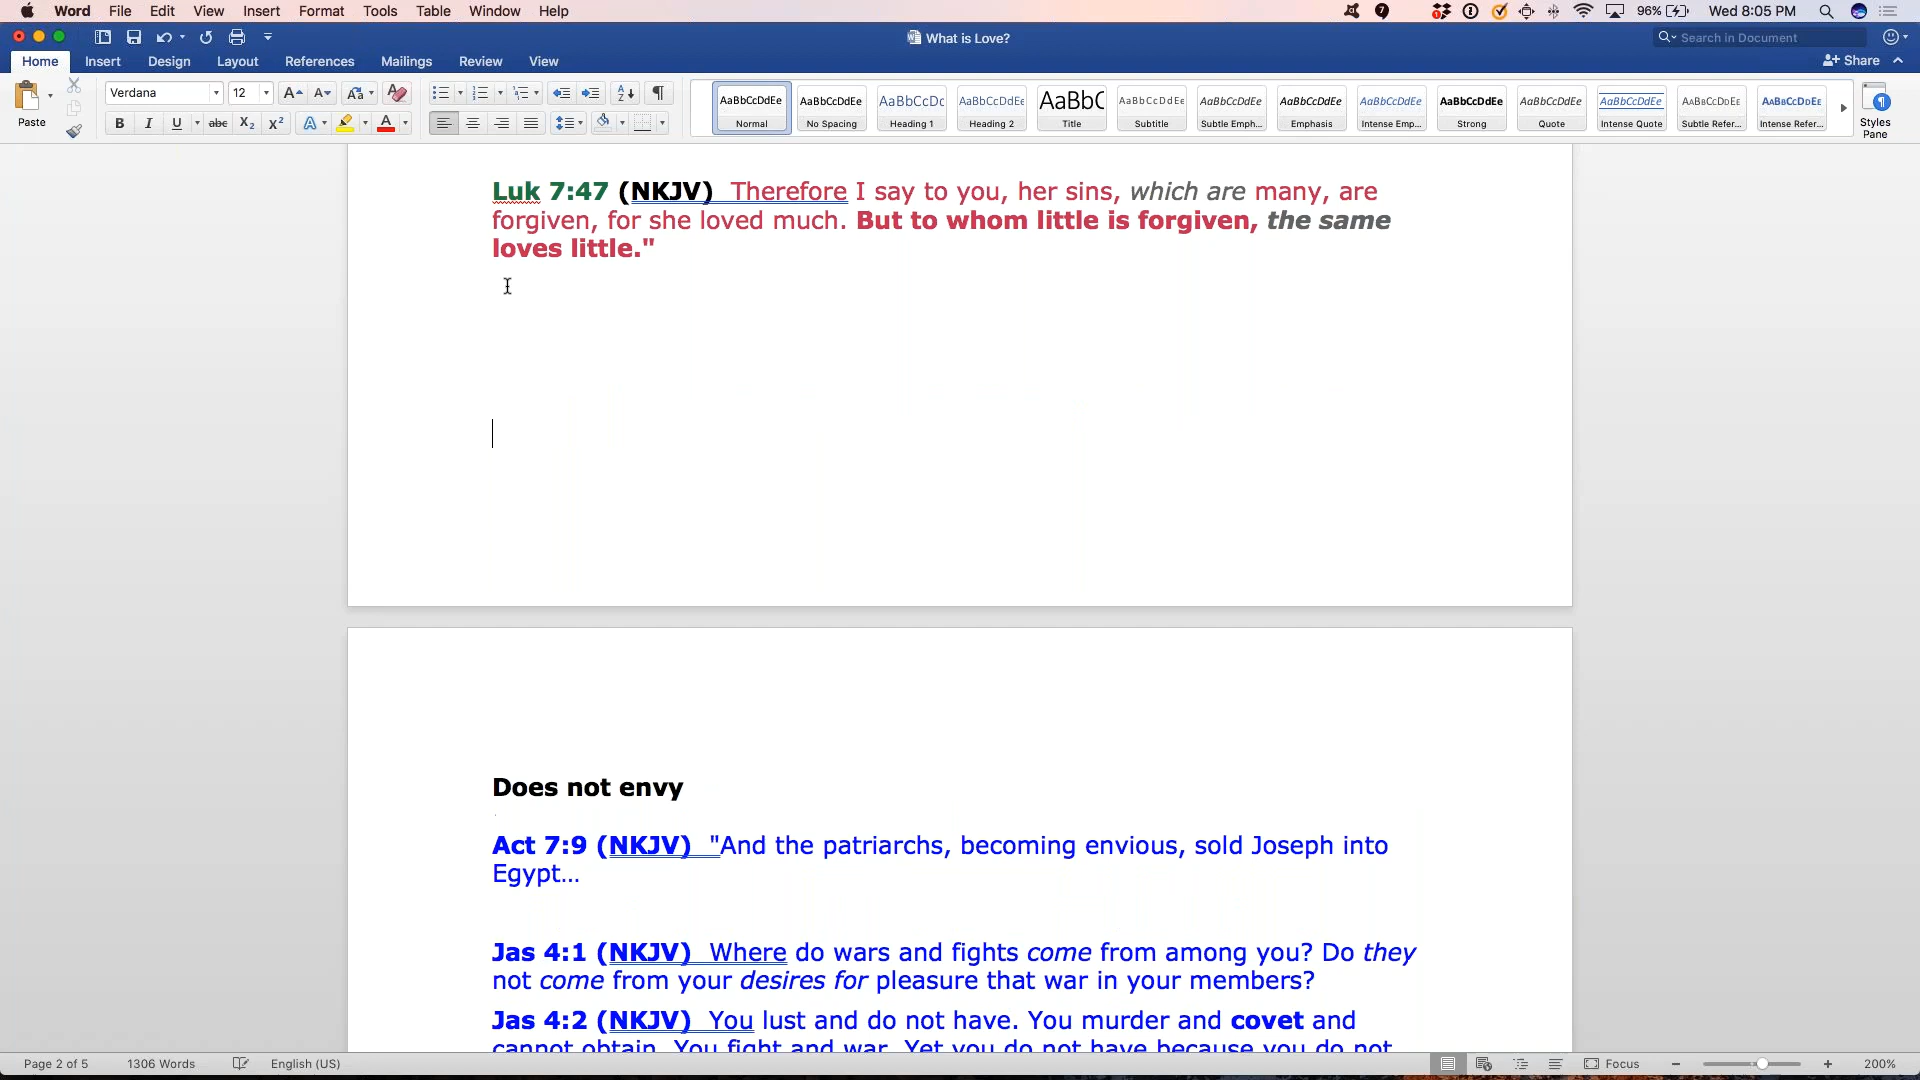 Word File Edit View Insert Format Tools Table Window Help 96% Wed 8:05 PM
What is Love? Search in Document
Home Insert Design Layout References Mailings Review View Share
Paste Verdana 12
AaBbCcDdEe AaBbCcDdEe AaBbCcDc AaBbCcDdEe AaBbC AaBbCcDdEe AaBbCcDdEe AaBbCcDdEe AaBbCcDdEe AaBbCcDdEe AaBbCcDdEe AaBbCcDdEe AaBbCcDdEe AaBbCcDdEe
Normal No Spacing Heading 1 Heading 2 Title Subtitle Subtle Emph... Emphasis Intense Emp... Strong Quote Intense Quote Subtle Refer... Intense Refer... Styles Pane
Luk 7:47 (NKJV) Therefore I say to you, her sins, which are many, are
forgiven, for she loved much. But to whom little is forgiven, the same
loves little."
Does not envy
Act 7:9 (NKJV) "And the patriarchs, becoming envious, sold Joseph into
Egypt...
Jas 4:1 (NKJV) Where do wars and fights come from among you? Do they
not come from your desires for pleasure that war in your members?
Jas 4:2 (NKJV) You lust and do not have. You murder and covet and
cannot obtain. You fight and war. Yet you do not have because you do not
Page 2 of 5 1306 Words English (US) Focus 200%